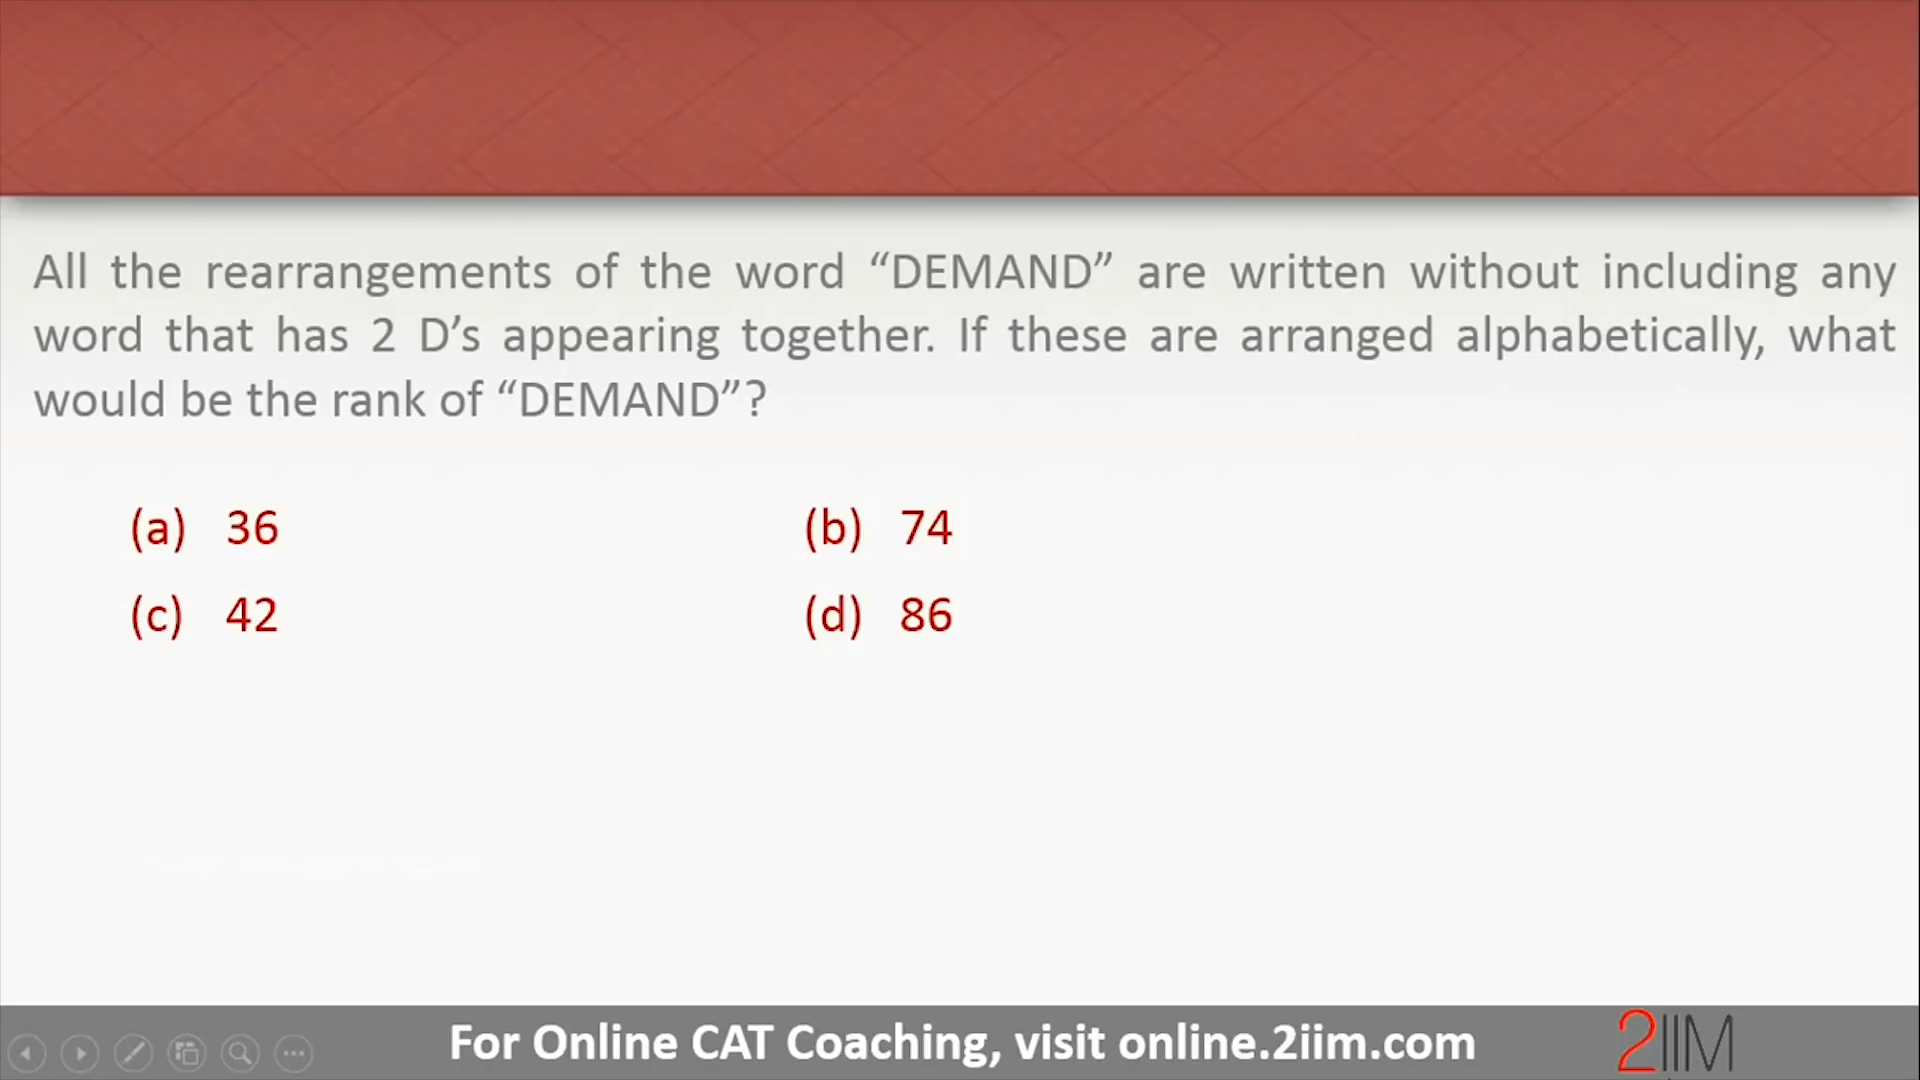 All the rearrangements of the word “DEMAND” are written without including any
word that has 2 D’s appearing together. If these are arranged alphabetically, what
would be the rank of “DEMAND”?
(a) 36 (b) 74
(c) 42 (d) 86
For Online CAT Coaching, visit online.2iim.com
2IIM